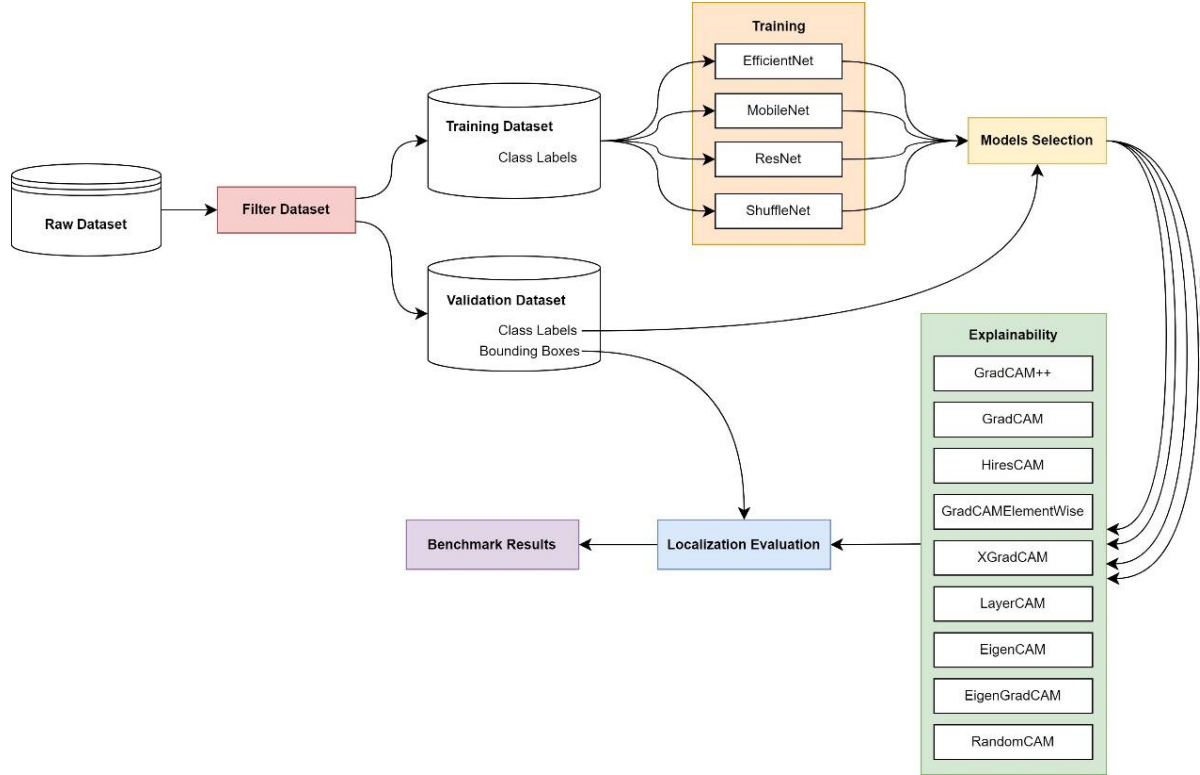 Raw Dataset
Filter Dataset
Training Dataset
Class Labels
Validation Dataset
Class Labels
Bounding Boxes
Training
EfficientNet
MobileNet
ResNet
ShuffleNet
Models Selection
Explainability
GradCAM++
GradCAM
HiresCAM
GradCAMElementWise
XGradCAM
LayerCAM
EigenCAM
EigenGradCAM
RandomCAM
Localization Evaluation
Benchmark Results